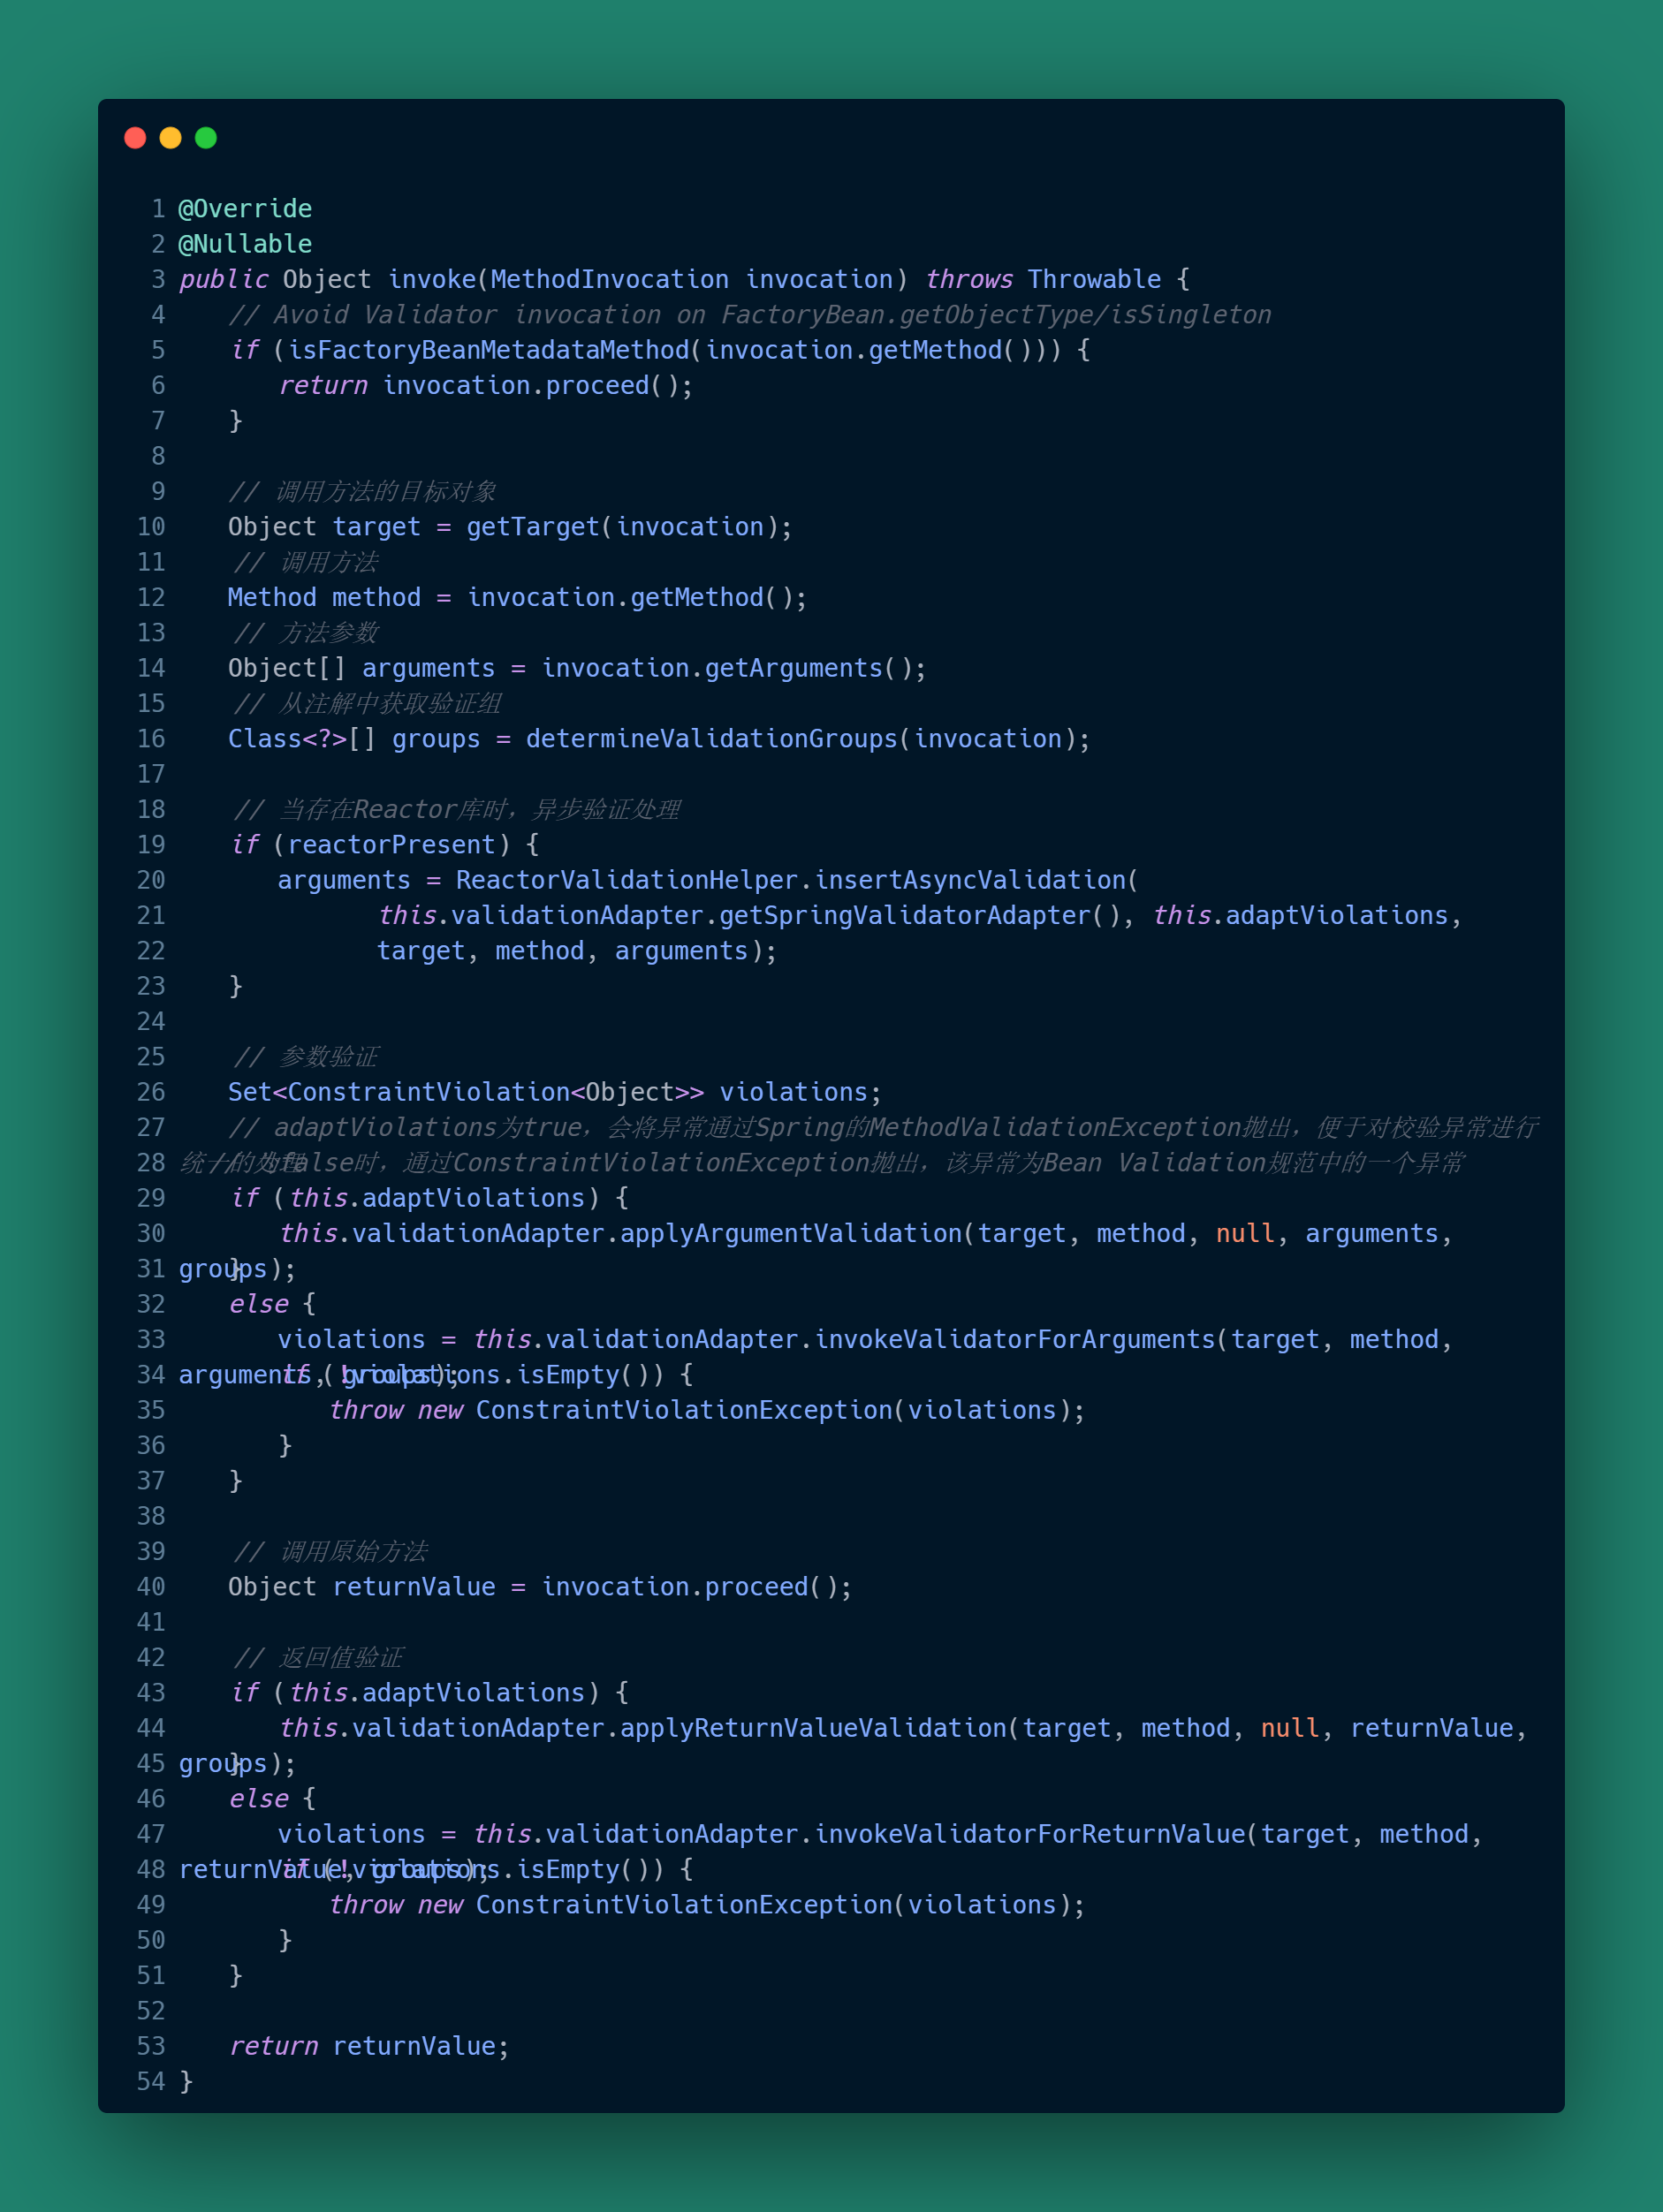 1 @Override
2 @Nullable
3 public Object invoke(MethodInvocation invocation) throws Throwable {
4 // Avoid Validator invocation on FactoryBean.getObjectType/isSingleton
5 if (isFactoryBeanMetadataMethod(invocation.getMethod())) {
6 return invocation.proceed();
7 }
8
9 // 调用方法的目标对象
10 Object target = getTarget(invocation);
11 // 调用方法
12 Method method = invocation.getMethod();
13 // 方法参数
14 Object[] arguments = invocation.getArguments();
15 // 从注解中获取验证组
16 Class<?>[] groups = determineValidationGroups(invocation);
17
18 // 当存在Reactor库时，异步验证处理
19 if (reactorPresent) {
20 arguments = ReactorValidationHelper.insertAsyncValidation(
21 this.validationAdapter.getSpringValidatorAdapter(), this.adaptViolations,
22 target, method, arguments);
23 }
24
25 // 参数验证
26 Set<ConstraintViolation<Object>> violations;
27 // adaptViolations为true，会将异常通过Spring的MethodValidationException抛出，便于对校验异常进行
统一的处理
28 // 为false时，通过ConstraintViolationException抛出，该异常为Bean Validation规范中的一个异常
29 if (this.adaptViolations) {
30 this.validationAdapter.applyArgumentValidation(target, method, null, arguments,
groups);
31 }
32 else {
33 violations = this.validationAdapter.invokeValidatorForArguments(target, method,
arguments, groups);
34 if (!violations.isEmpty()) {
35 throw new ConstraintViolationException(violations);
36 }
37 }
38
39 // 调用原始方法
40 Object returnValue = invocation.proceed();
41
42 // 返回值验证
43 if (this.adaptViolations) {
44 this.validationAdapter.applyReturnValueValidation(target, method, null, returnValue,
groups);
45 }
46 else {
47 violations = this.validationAdapter.invokeValidatorForReturnValue(target, method,
returnValue, groups);
48 if (!violations.isEmpty()) {
49 throw new ConstraintViolationException(violations);
50 }
51 }
52
53 return returnValue;
54 }